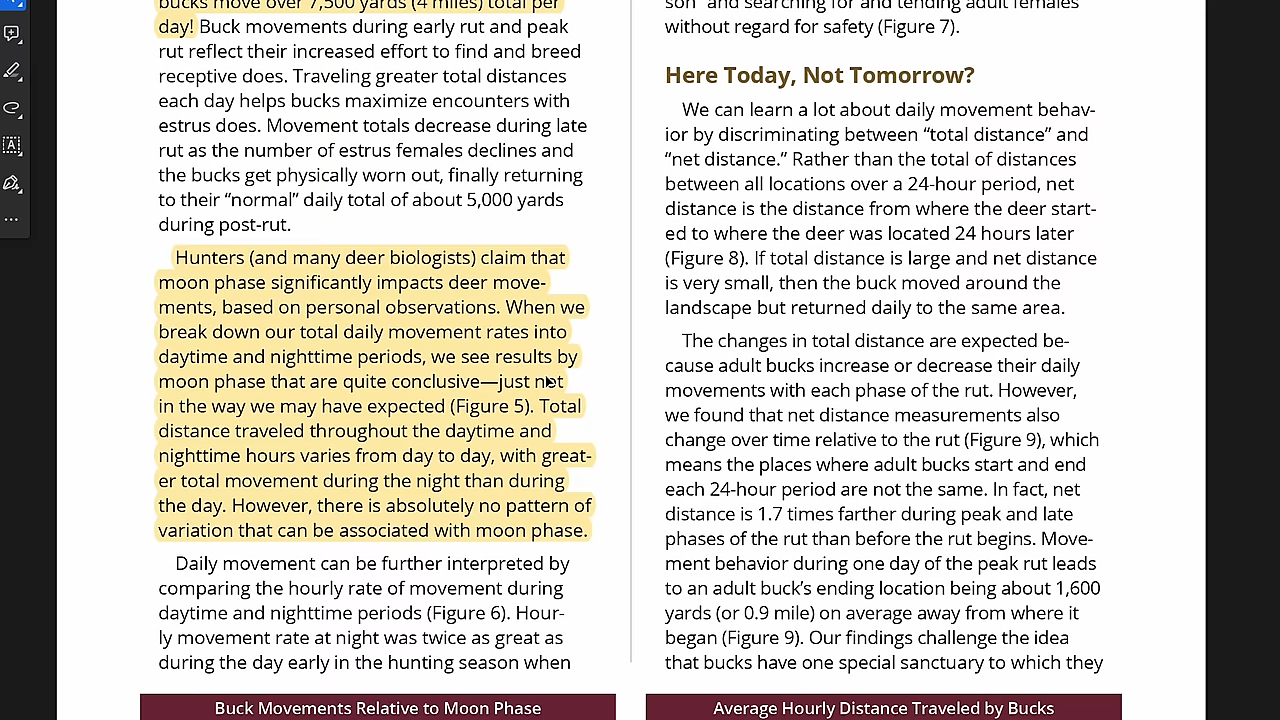 bucks move over 7,500 yards (4 miles) total per
day! Buck movements during early rut and peak
rut reflect their increased effort to find and breed
receptive does. Traveling greater total distances
each day helps bucks maximize encounters with
estrus does. Movement totals decrease during late
rut as the number of estrus females declines and
the bucks get physically worn out, finally returning
to their “normal” daily total of about 5,000 yards
during post-rut.
Hunters (and many deer biologists) claim that
moon phase significantly impacts deer move-
ments, based on personal observations. When we
break down our total daily movement rates into
daytime and nighttime periods, we see results by
moon phase that are quite conclusive—just not
in the way we may have expected (Figure 5). Total
distance traveled throughout the daytime and
nighttime hours varies from day to day, with great-
er total movement during the night than during
the day. However, there is absolutely no pattern of
variation that can be associated with moon phase.
Daily movement can be further interpreted by
comparing the hourly rate of movement during
daytime and nighttime periods (Figure 6). Hour-
ly movement rate at night was twice as great as
during the day early in the hunting season when
Buck Movements Relative to Moon Phase
son” and searching for and tending adult females
without regard for safety (Figure 7).
Here Today, Not Tomorrow?
We can learn a lot about daily movement behav-
ior by discriminating between “total distance” and
“net distance.” Rather than the total of distances
between all locations over a 24-hour period, net
distance is the distance from where the deer start-
ed to where the deer was located 24 hours later
(Figure 8). If total distance is large and net distance
is very small, then the buck moved around the
landscape but returned daily to the same area.
The changes in total distance are expected be-
cause adult bucks increase or decrease their daily
movements with each phase of the rut. However,
we found that net distance measurements also
change over time relative to the rut (Figure 9), which
means the places where adult bucks start and end
each 24-hour period are not the same. In fact, net
distance is 1.7 times farther during peak and late
phases of the rut than before the rut begins. Move-
ment behavior during one day of the peak rut leads
to an adult buck’s ending location being about 1,600
yards (or 0.9 mile) on average away from where it
began (Figure 9). Our findings challenge the idea
that bucks have one special sanctuary to which they
Average Hourly Distance Traveled by Bucks